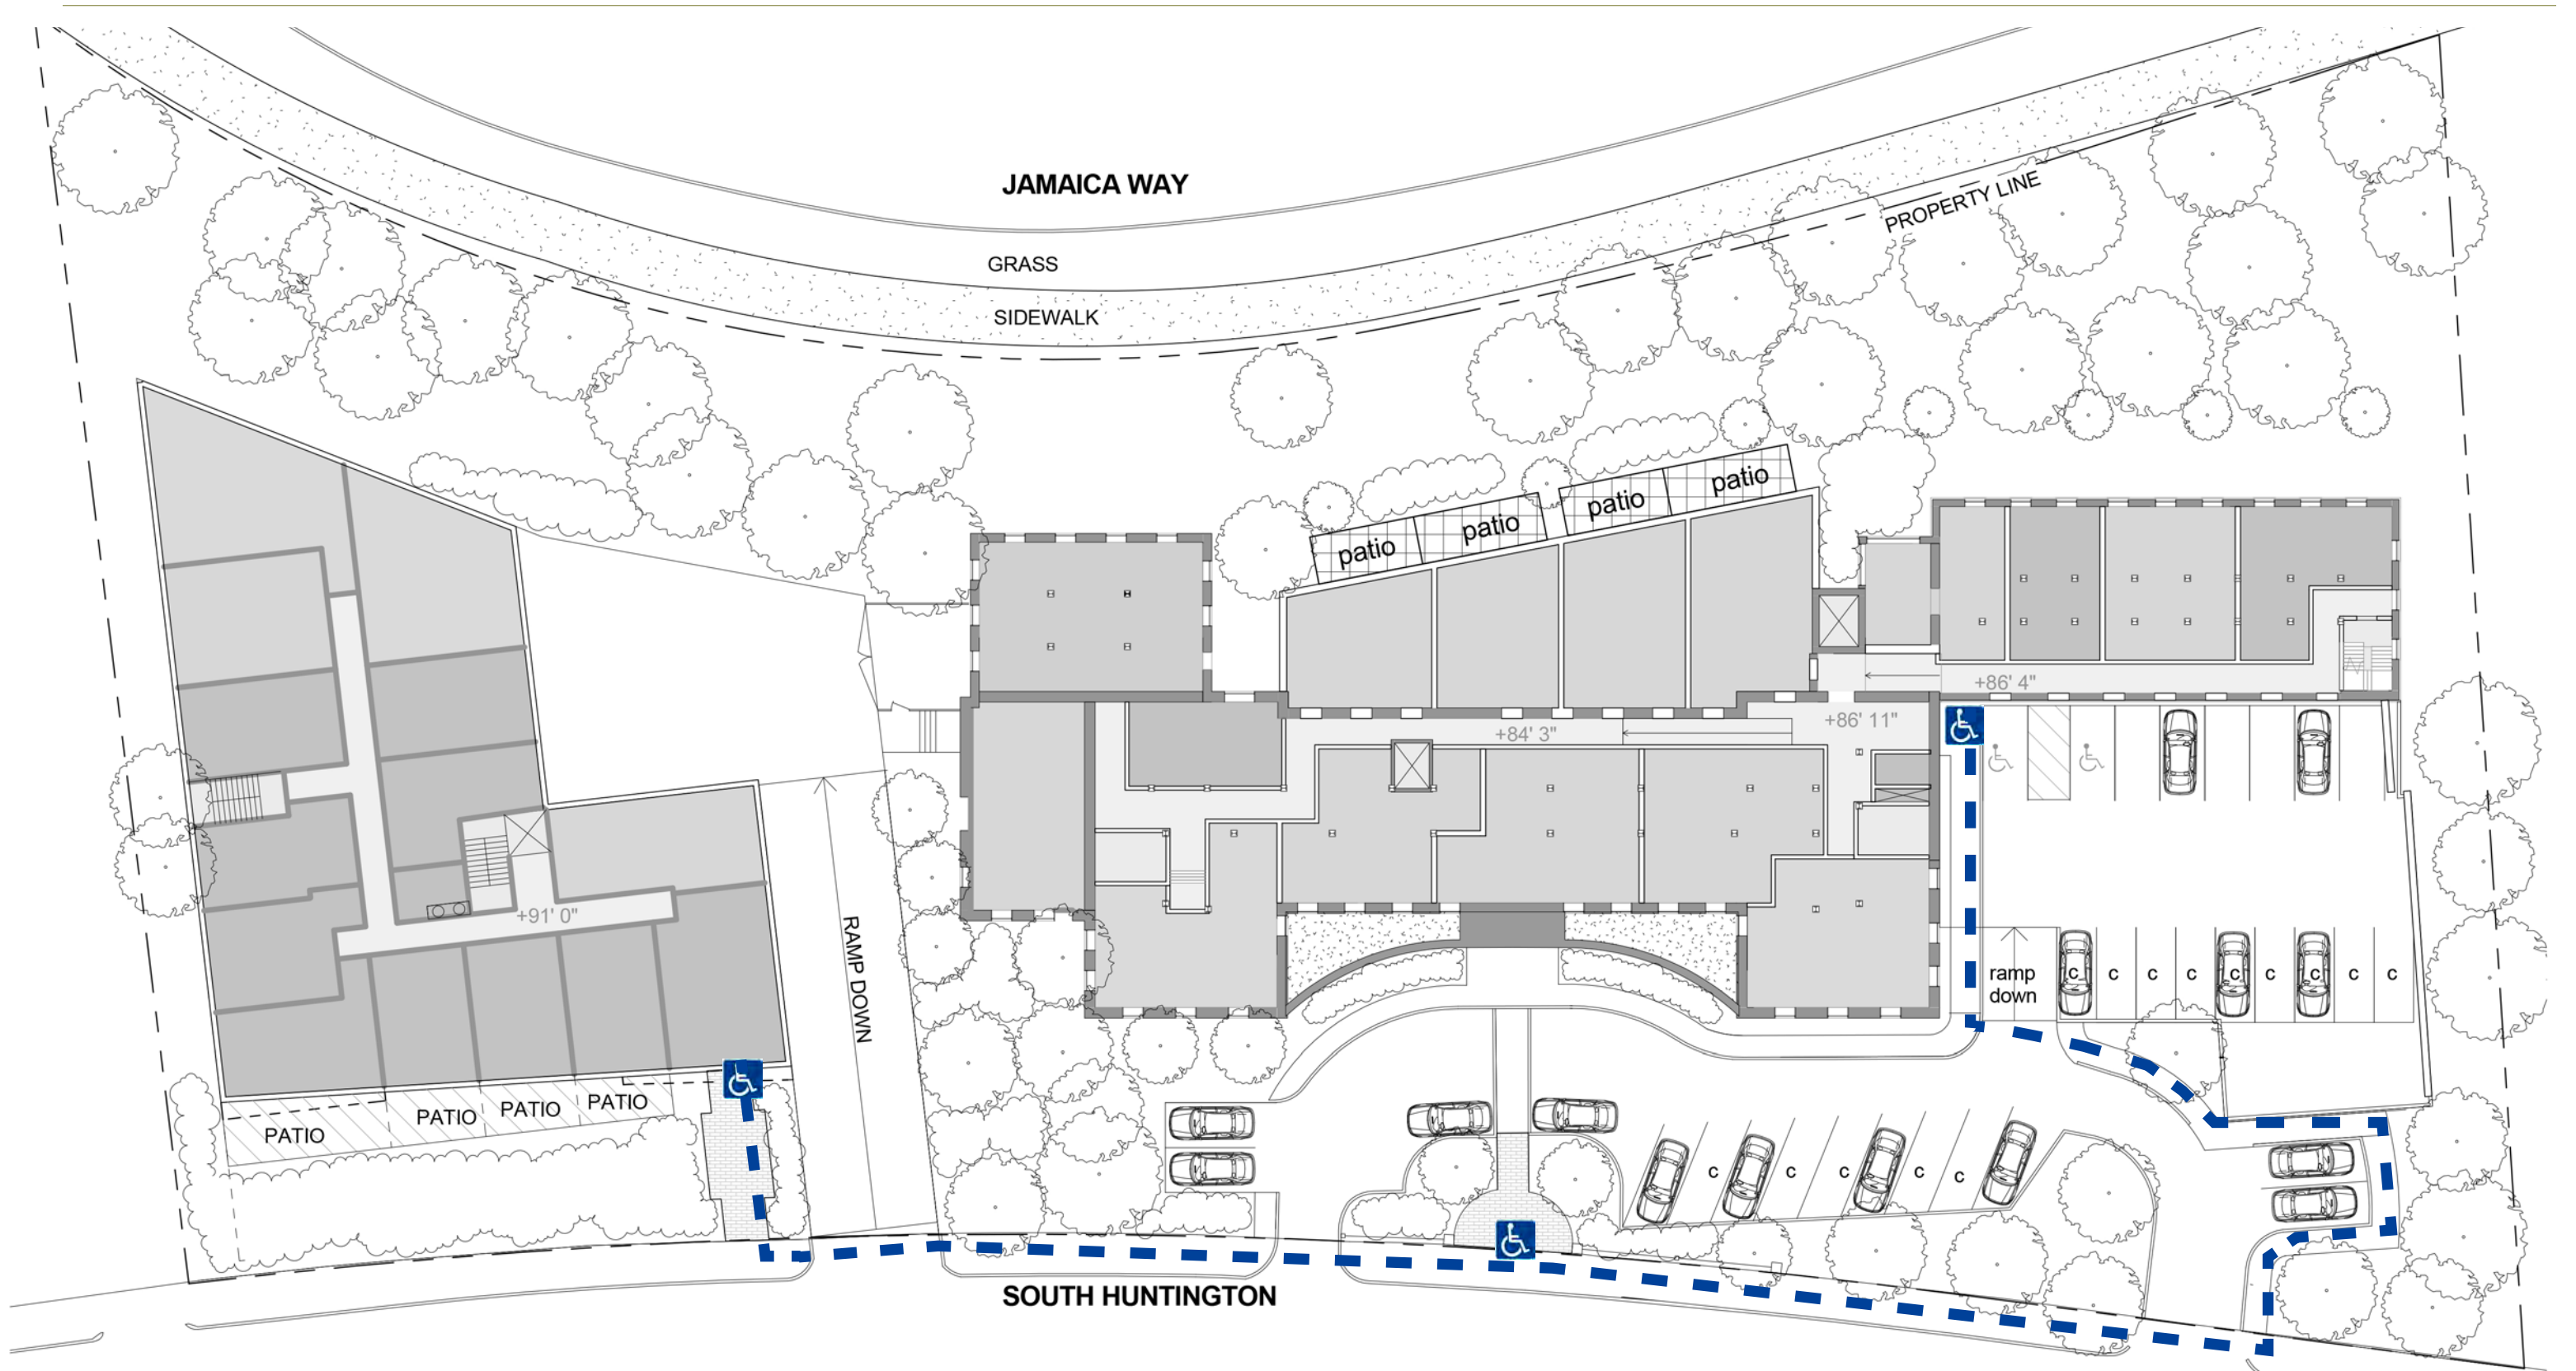 JAMAICA WAY
PROPERTY LINE
GRASS
SIDEWALK
patio
patio
patio
patio
+86' 4"
+86' 11"
+84' 3"
+91' 0"
RAMP DOWN
ramp
down
C
C
C
C
C
C
C
C
C
PATIO
PATIO
PATIO
PATIO
C
C
C
C
C
SOUTH HUNTINGTON